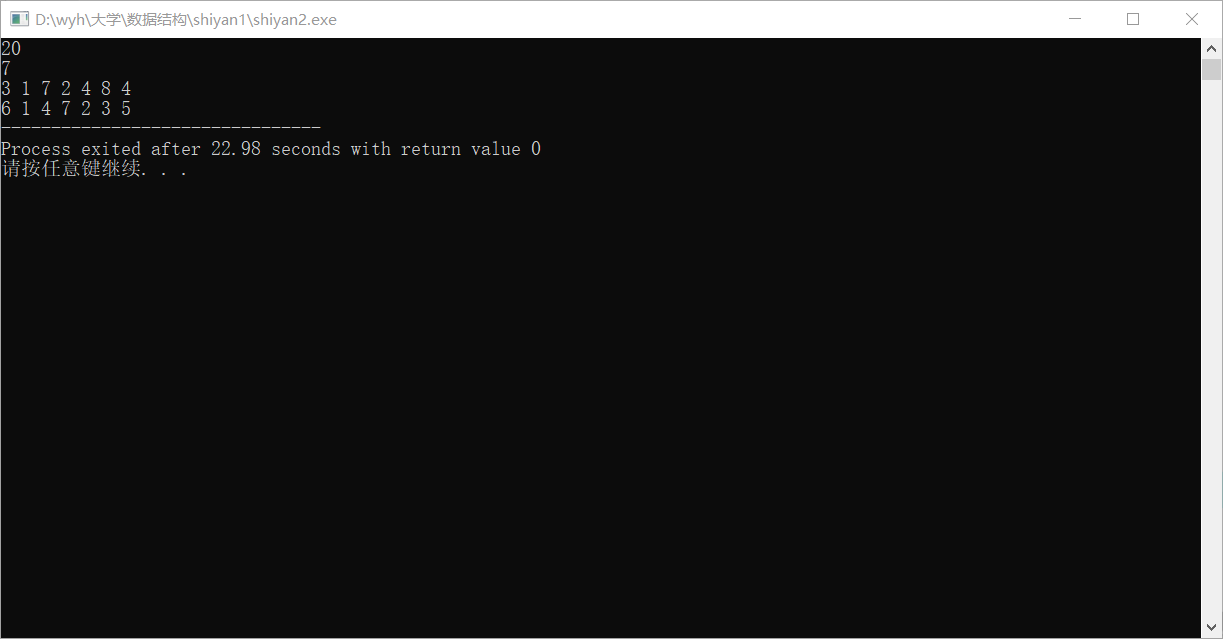 D:\wyh\大学\数据结构\shiyan1\shiyan2.exe
20
7
3 1 7 2 4 8 4
6 1 4 7 2 3 5
--------------------------------
Process exited after 22.98 seconds with return value 0
请按任意键继续. . .